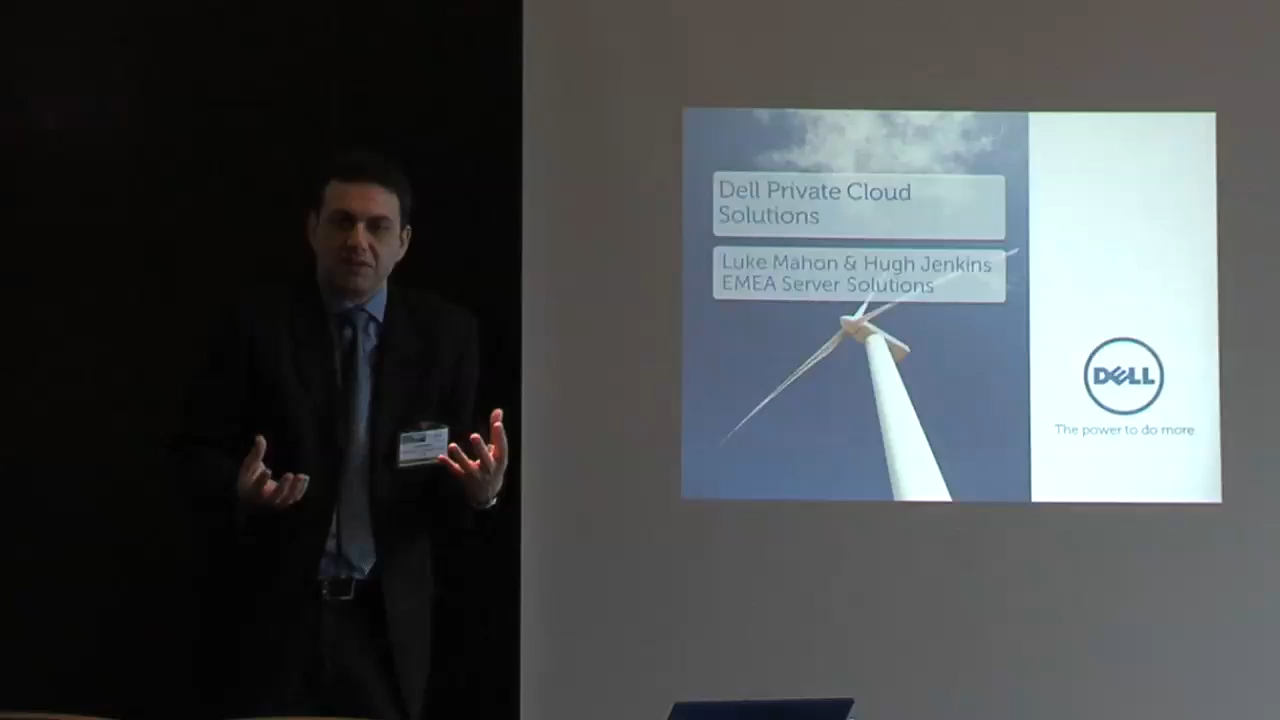 Dell Private Cloud
Solutions
Luke Mahon & Hugh Jenkins
EMEA Server Solutions
DELL
The power to do more